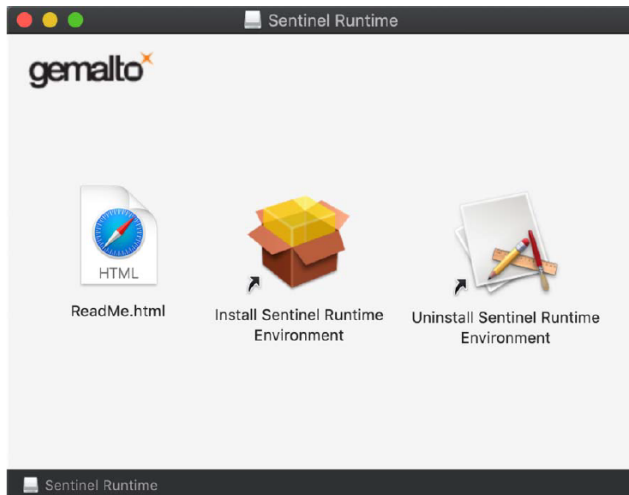 Sentinel Runtime
gemalto
HTML
ReadMe.html
Install Sentinel Runtime
Environment
Uninstall Sentinel Runtime
Environment
Sentinel Runtime